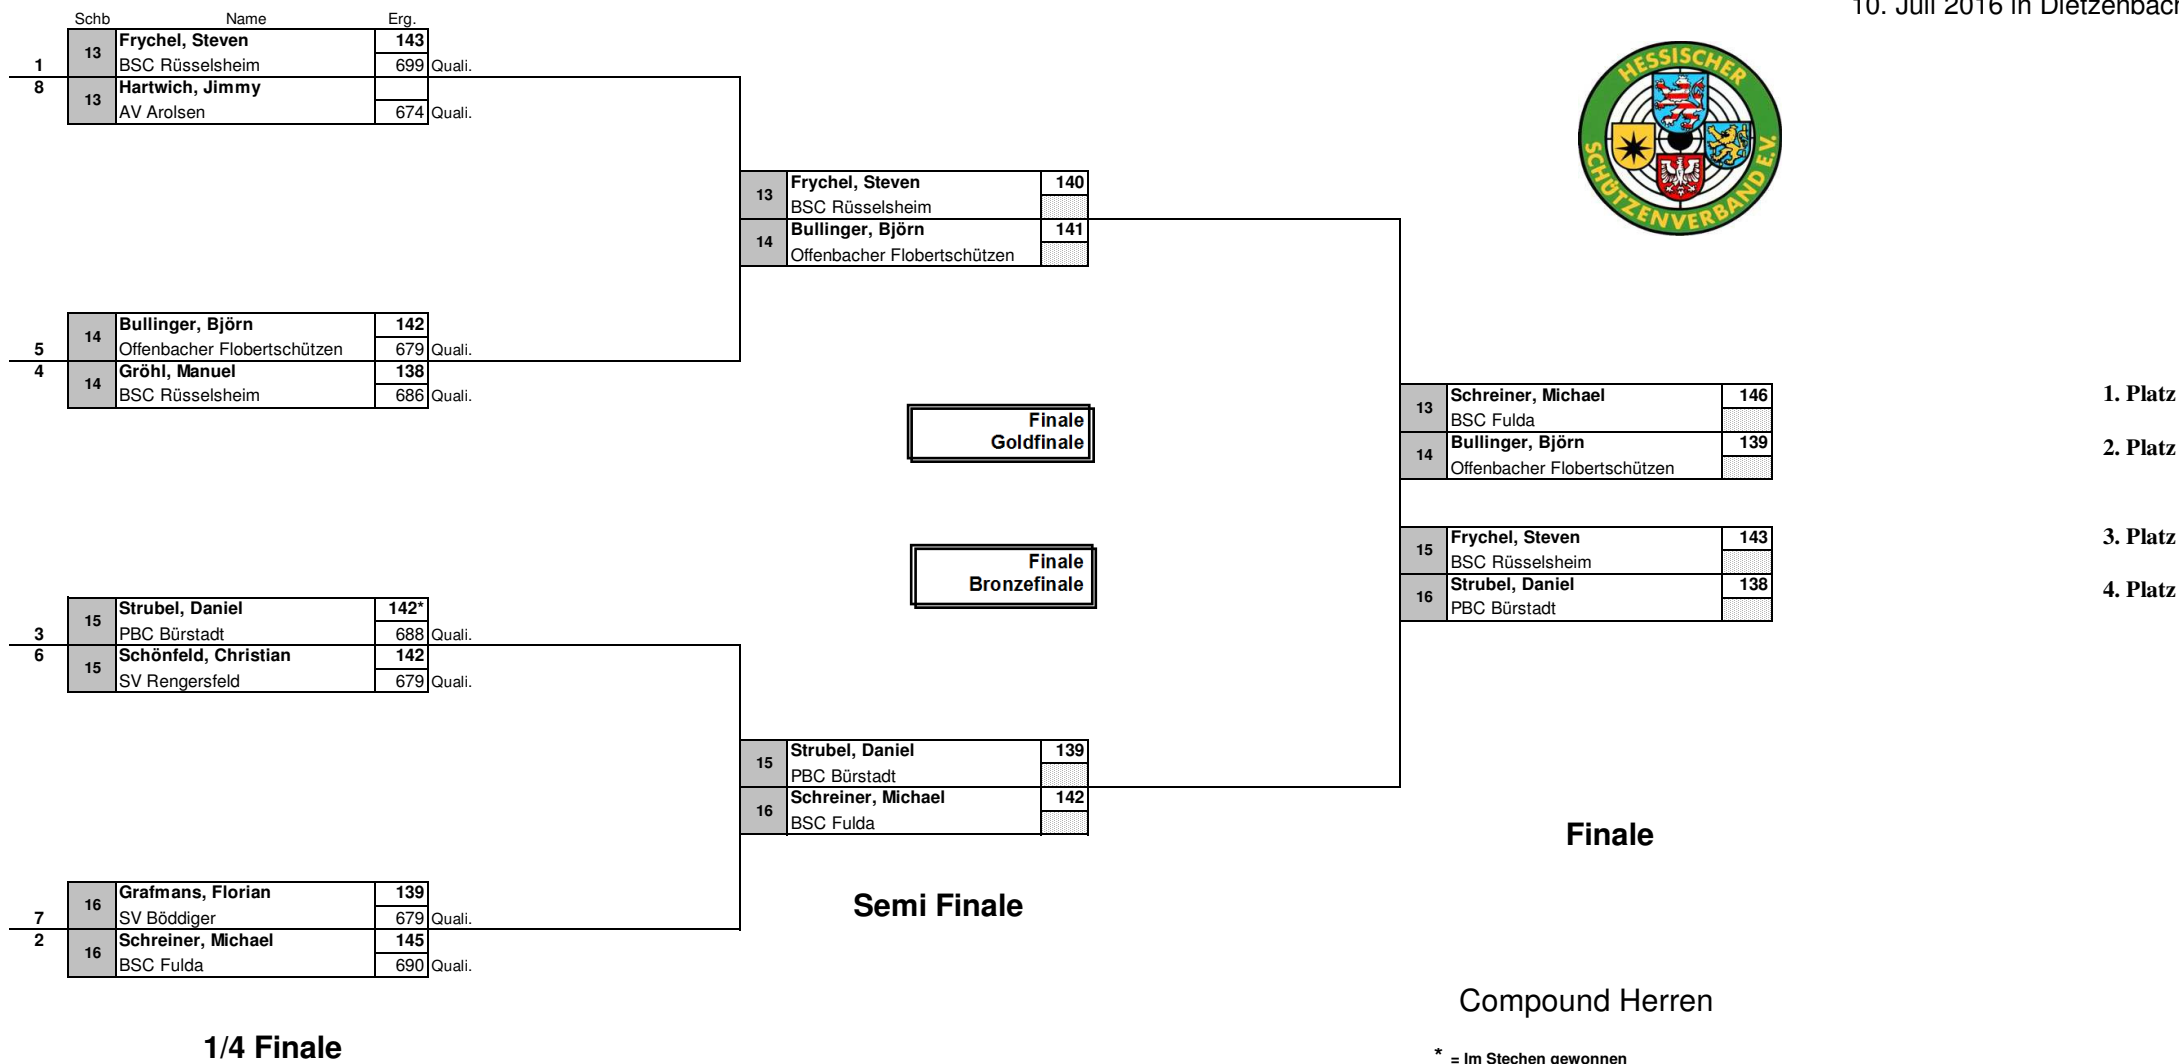 10. Juli 2016 in Dietzenbach
Schb Name Erg.
13 Frychel, Steven 143
1 BSC Rüsselsheim 699 Quali.
8 13 Hartwich, Jimmy
AV Arolsen 674 Quali.
HESSISCHER
SCHÜTZENVERBAND E.V.
13 Frychel, Steven 140
BSC Rüsselsheim
14 Bullinger, Björn 141
Offenbacher Flobertschützen
14 Bullinger, Björn 142
5 Offenbacher Flobertschützen 679 Quali.
4 14 Gröhl, Manuel 138
BSC Rüsselsheim 686 Quali.
Finale
Goldfinale
13 Schreiner, Michael 146 1. Platz
BSC Fulda
14 Bullinger, Björn 139 2. Platz
Offenbacher Flobertschützen
Finale
Bronzefinale
15 Frychel, Steven 143 3. Platz
BSC Rüsselsheim
16 Strubel, Daniel 138 4. Platz
PBC Bürstadt
15 Strubel, Daniel 142*
3 PBC Bürstadt 688 Quali.
6 15 Schönfeld, Christian 142
SV Rengersfeld 679 Quali.
15 Strubel, Daniel 139
PBC Bürstadt
16 Schreiner, Michael 142
BSC Fulda
Finale
16 Grafmans, Florian 139
7 SV Böddiger 679 Quali.
2 16 Schreiner, Michael 145
BSC Fulda 690 Quali.
Semi Finale
Compound Herren
1/4 Finale
* = Im Stechen gewonnen